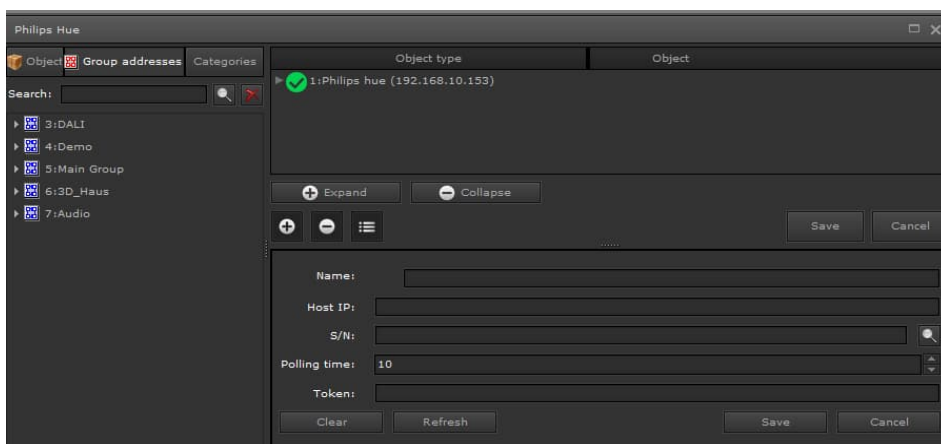 Philips Hue
Object Group addresses Categories
Search:
3:DALI
4:Demo
5:Main Group
6:3D_Haus
7:Audio
Object type Object
1:Philips hue (192.168.10.153)
Expand Collapse
Save Cancel
Name:
Host IP:
S/N:
Polling time: 10
Token:
Clear Refresh Save Cancel